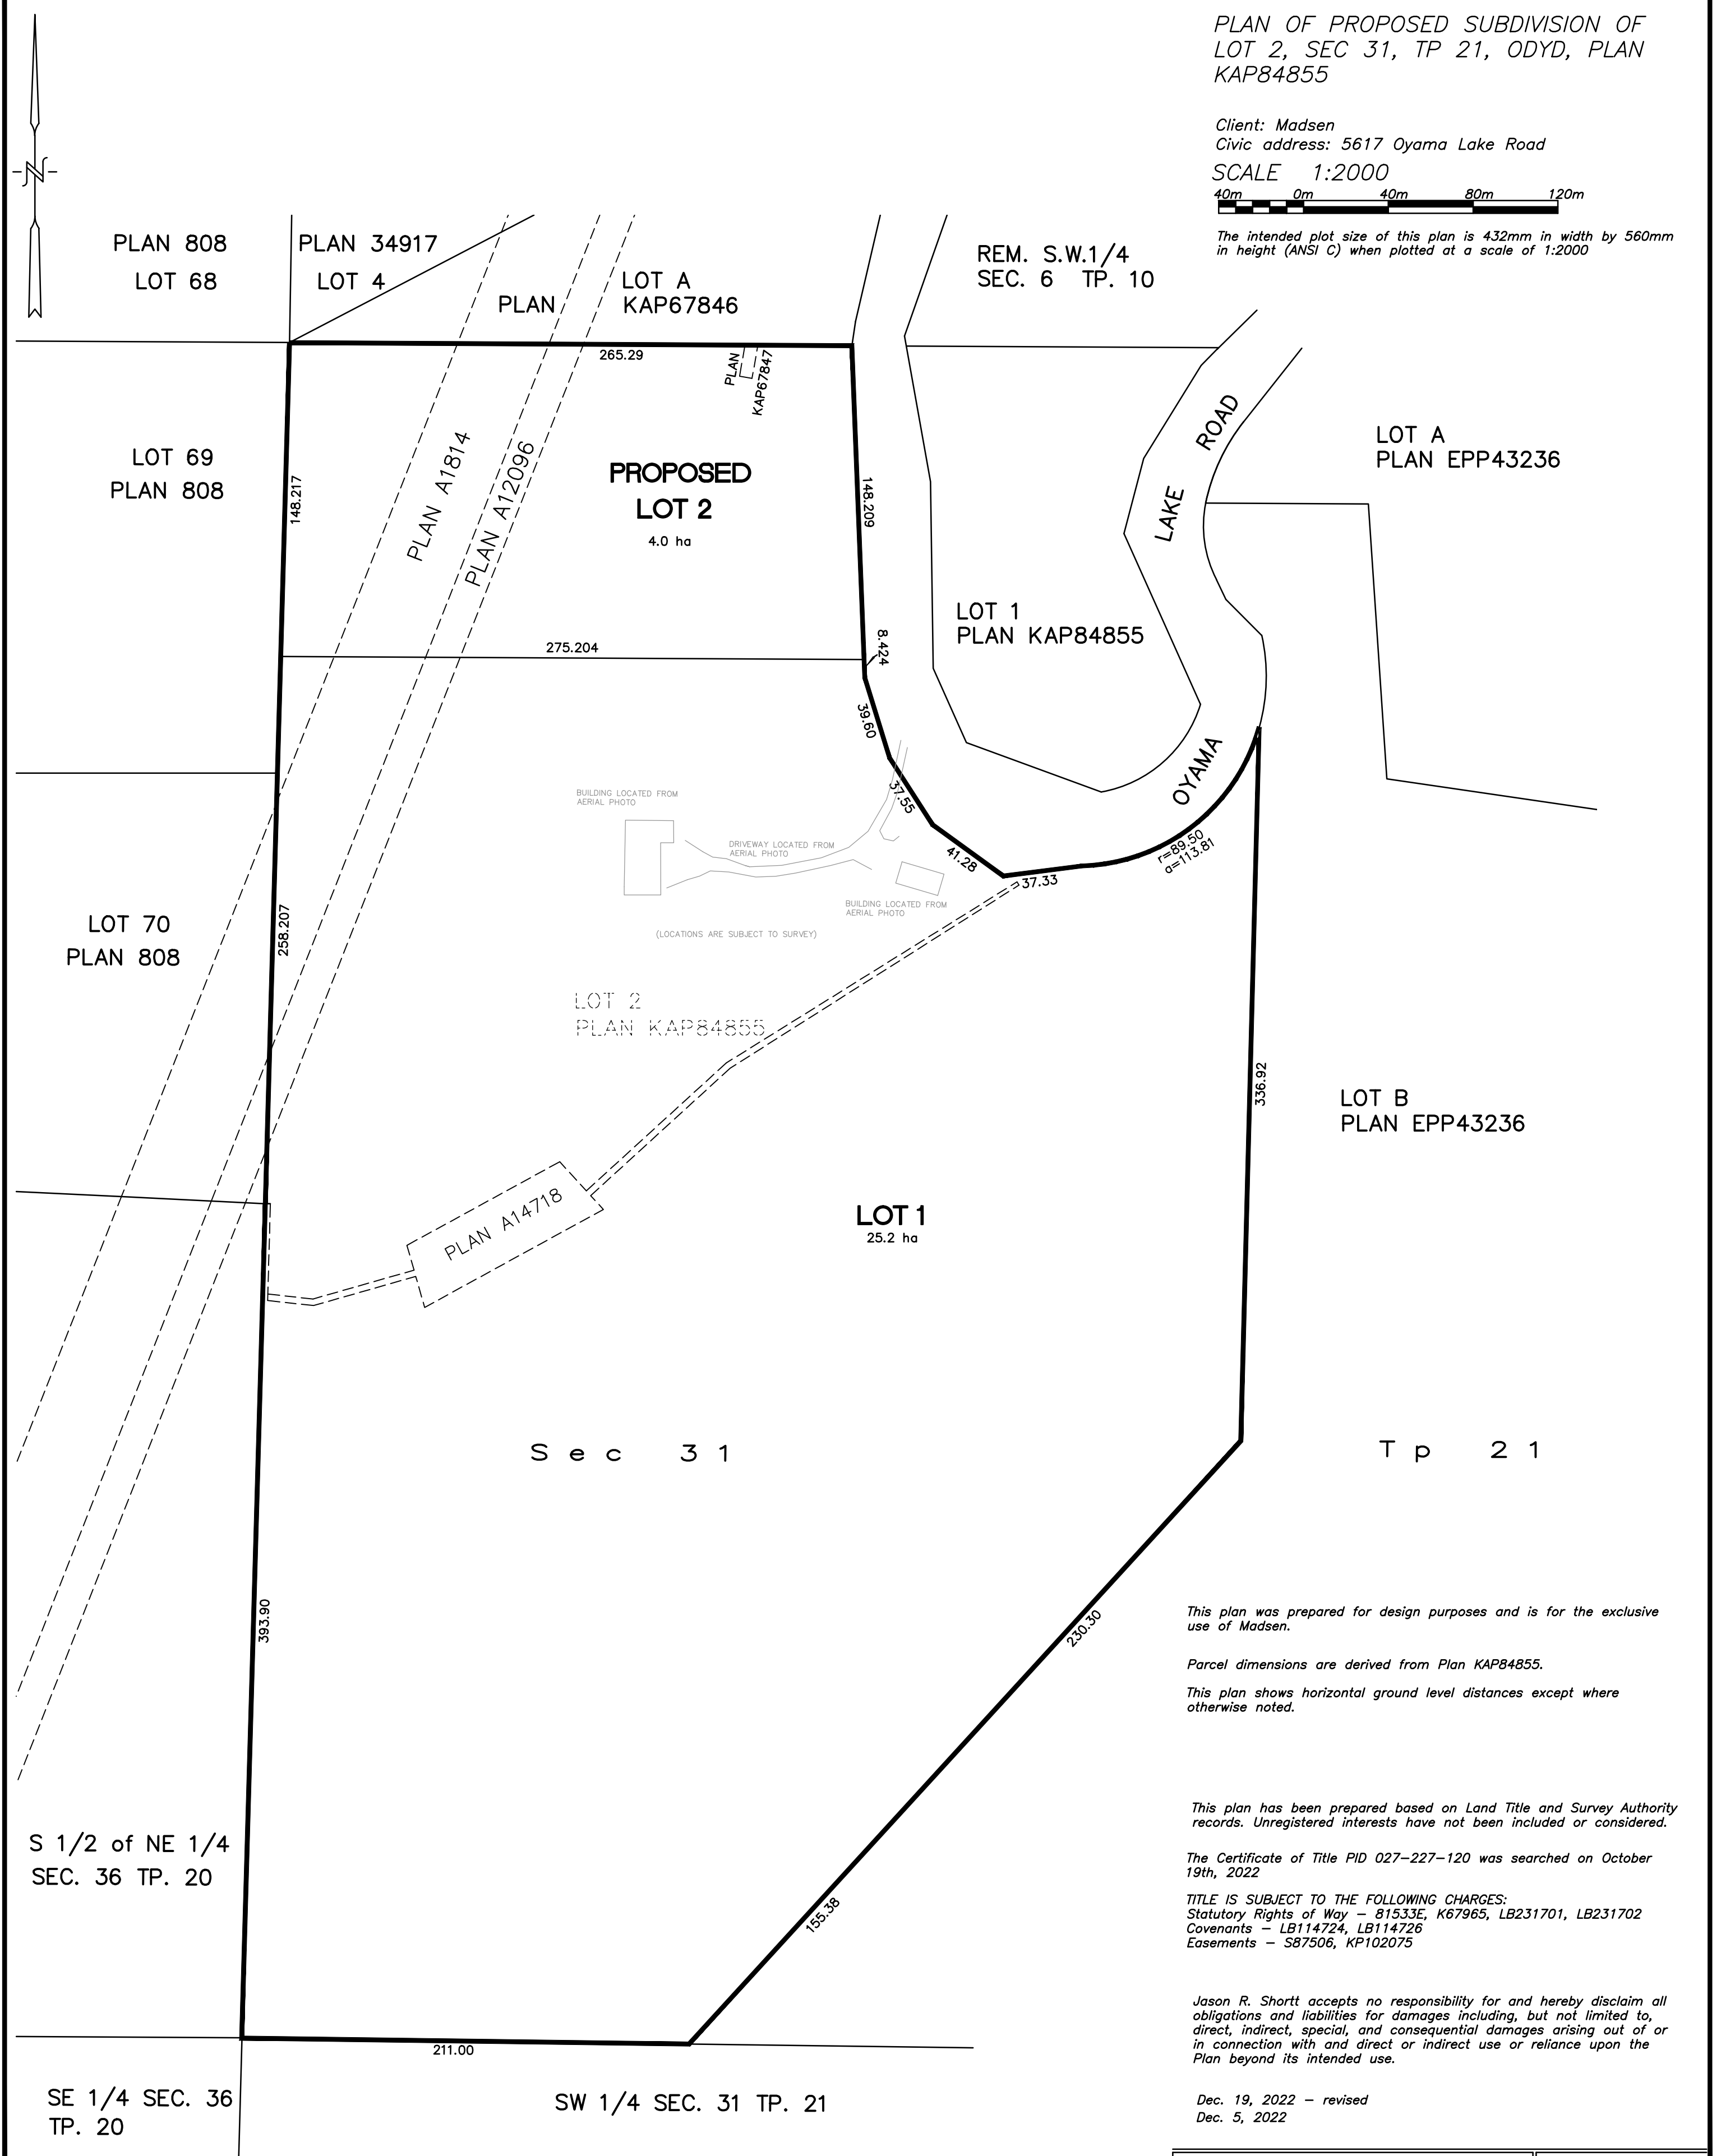 PLAN OF PROPOSED SUBDIVISION OF
LOT 2, SEC 31, TP 21, ODYD, PLAN
KAP84855
Client: Madsen
Civic address: 5617 Oyama Lake Road
SCALE 1:2000
40m 0m 40m 80m 120m
The intended plot size of this plan is 432mm in width by 560mm
in height (ANSI C) when plotted at a scale of 1:2000
N
PLAN 808
LOT 68
PLAN 34917
LOT 4
PLAN
LOT A
KAP67846
REM. S.W.1/4
SEC. 6 TP. 10
265.29
PLAN
KAP67847
LOT 69
PLAN 808
148.217
PLAN A1814
PLAN A12096
PROPOSED
LOT 2
4.0 ha
148.209
LAKE ROAD
LOT A
PLAN EPP43236
LOT 1
PLAN KAP84855
275.204
8.424
39.60
37.55
41.28
37.33
OYAMA
r=89.50
a=113.81
BUILDING LOCATED FROM
AERIAL PHOTO
DRIVEWAY LOCATED FROM
AERIAL PHOTO
BUILDING LOCATED FROM
AERIAL PHOTO
(LOCATIONS ARE SUBJECT TO SURVEY)
LOT 70
PLAN 808
258.207
LOT 2
PLAN KAP84855
336.92
LOT B
PLAN EPP43236
PLAN A14718
LOT 1
25.2 ha
Sec 31
Tp 21
393.90
230.30
155.38
This plan was prepared for design purposes and is for the exclusive
use of Madsen.
Parcel dimensions are derived from Plan KAP84855.
This plan shows horizontal ground level distances except where
otherwise noted.
This plan has been prepared based on Land Title and Survey Authority
records. Unregistered interests have not been included or considered.
The Certificate of Title PID 027-227-120 was searched on October
19th, 2022
TITLE IS SUBJECT TO THE FOLLOWING CHARGES:
Statutory Rights of Way - 81533E, K67965, LB231701, LB231702
Covenants - LB114724, LB114726
Easements - S87506, KP102075
S 1/2 of NE 1/4
SEC. 36 TP. 20
211.00
Jason R. Shortt accepts no responsibility for and hereby disclaim all
obligations and liabilities for damages including, but not limited to,
direct, indirect, special, and consequential damages arising out of or
in connection with and direct or indirect use or reliance upon the
Plan beyond its intended use.
SE 1/4 SEC. 36
TP. 20
SW 1/4 SEC. 31 TP. 21
Dec. 19, 2022 - revised
Dec. 5, 2022